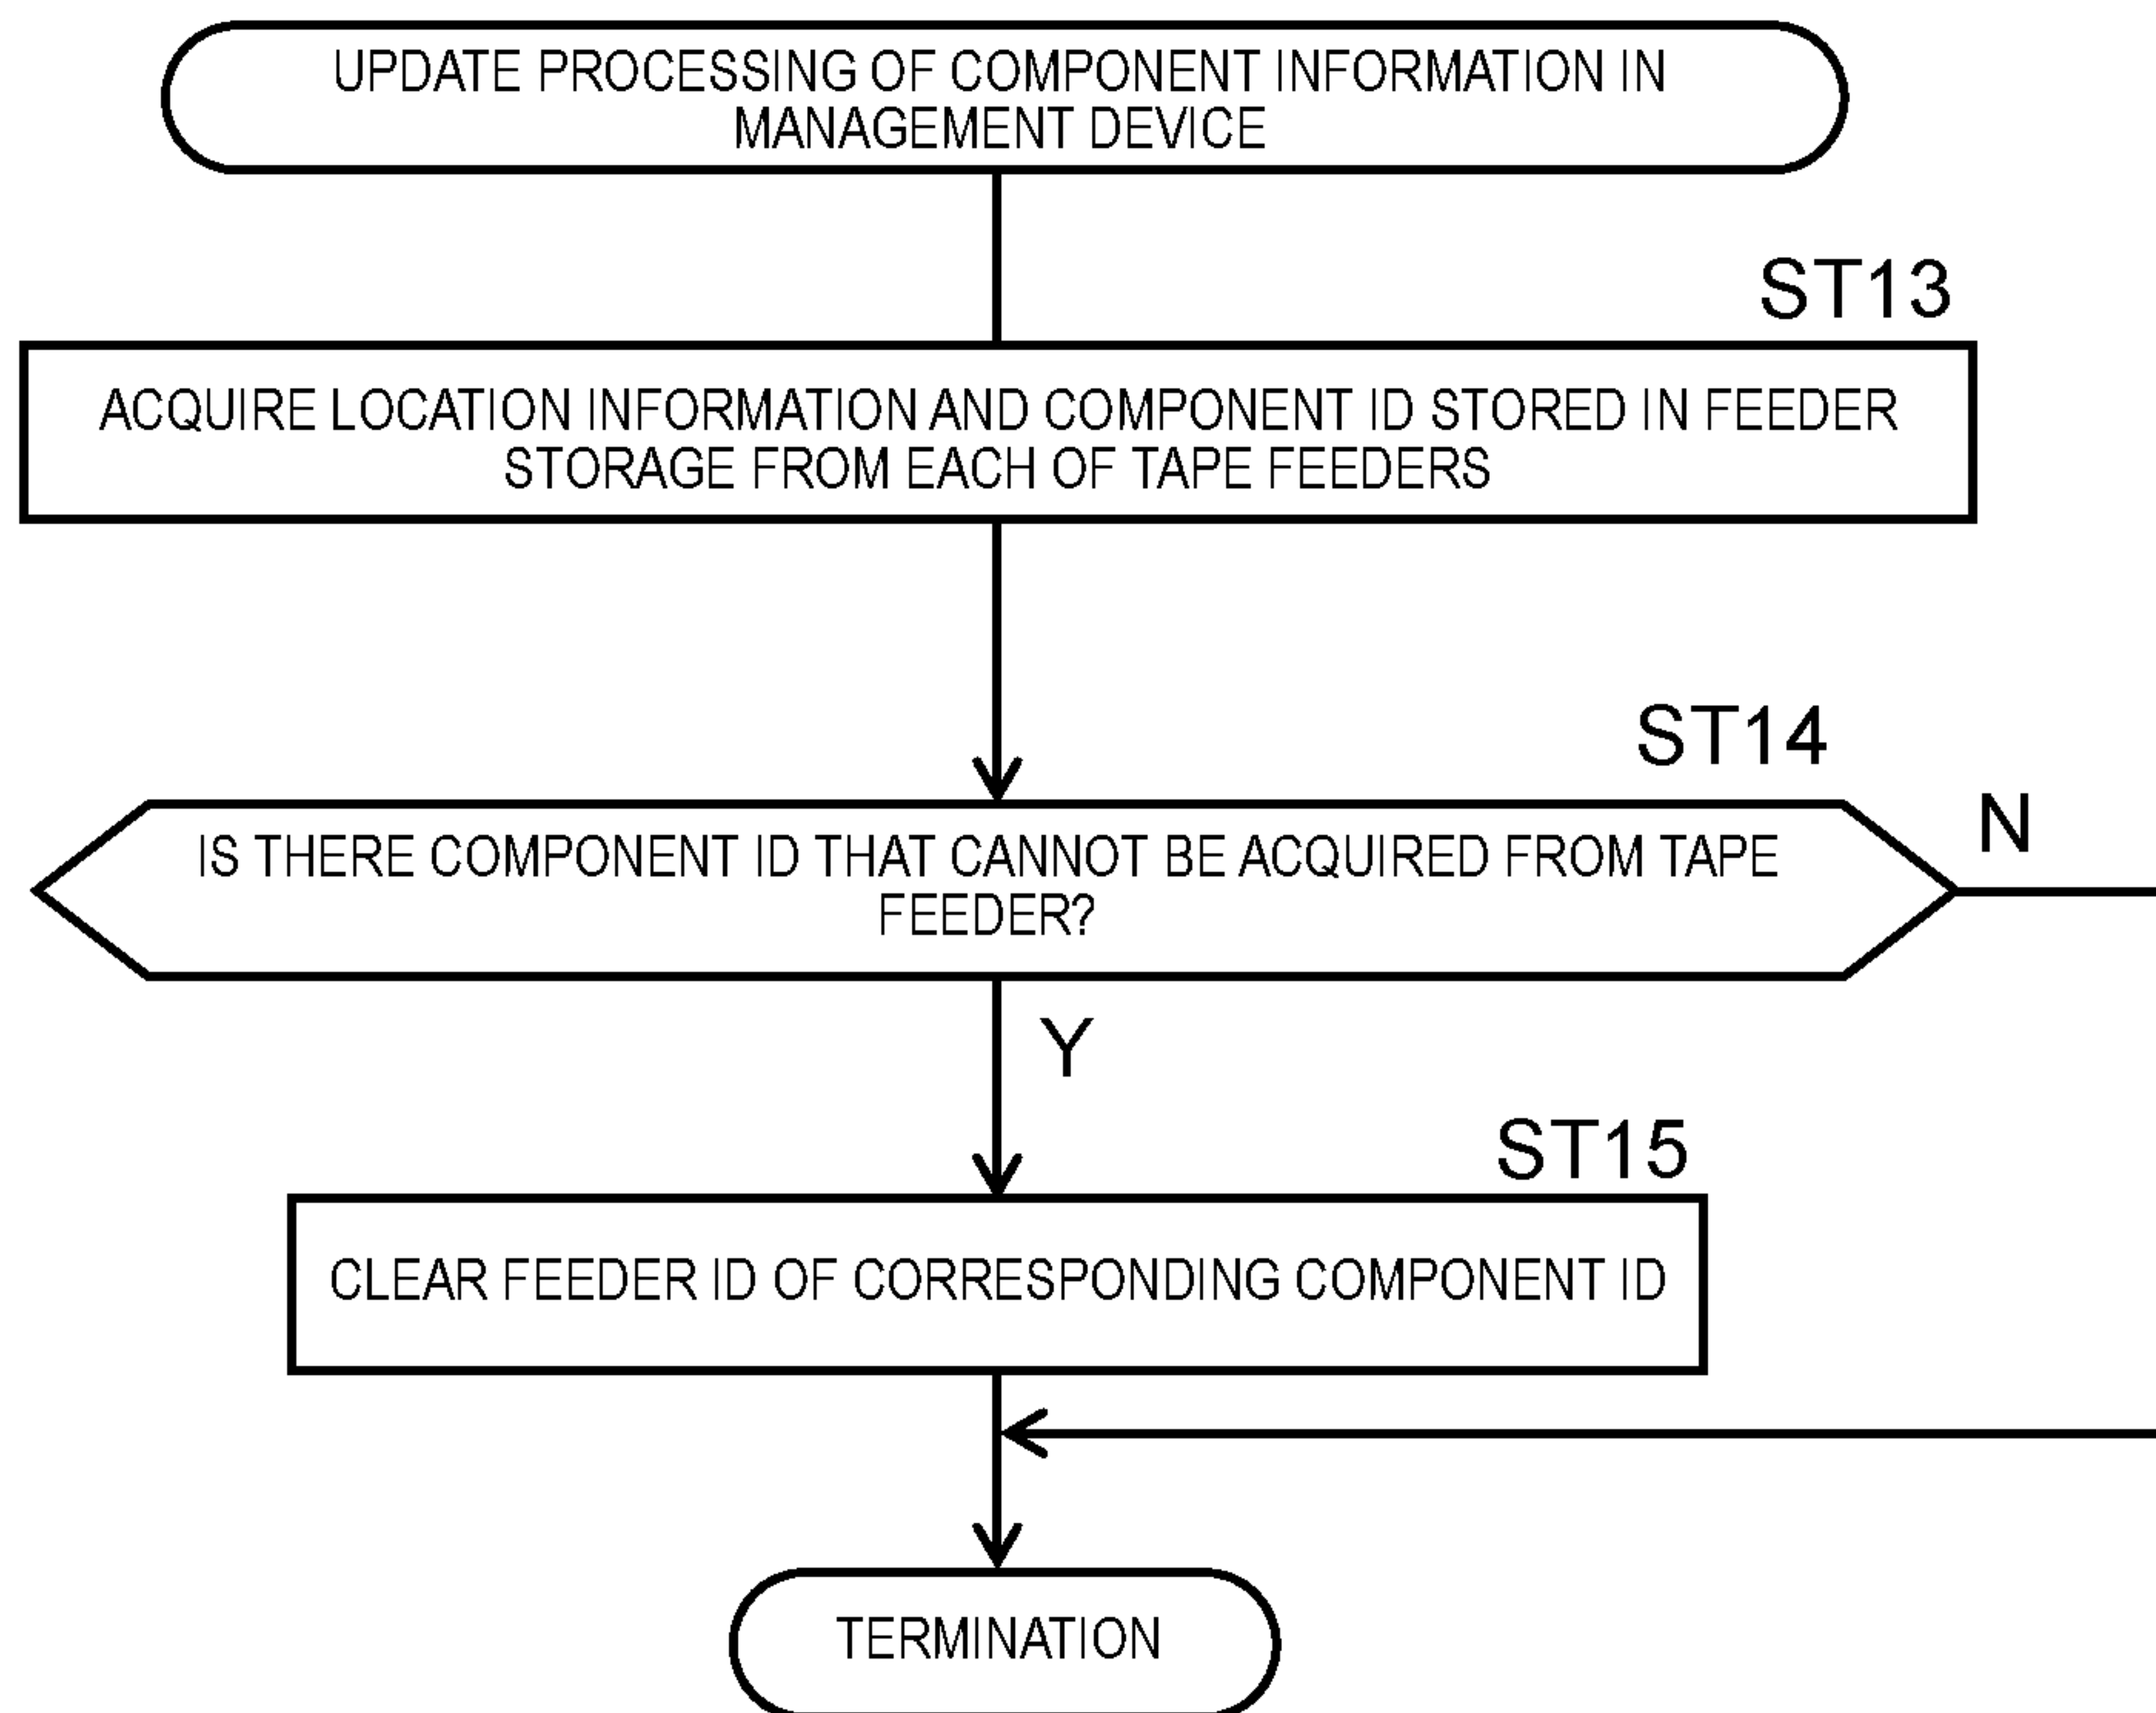 UPDATE PROCESSING OF COMPONENT INFORMATION IN
MANAGEMENT DEVICE
ST13
ACQUIRE LOCATION INFORMATION AND COMPONENT ID STORED IN FEEDER
STORAGE FROM EACH OF TAPE FEEDERS
ST14
N
IS THERE COMPONENT ID THAT CANNOT BE ACQUIRED FROM TAPE
FEEDER?
Y
ST15
CLEAR FEEDER ID OF CORRESPONDING COMPONENT ID
TERMINATION